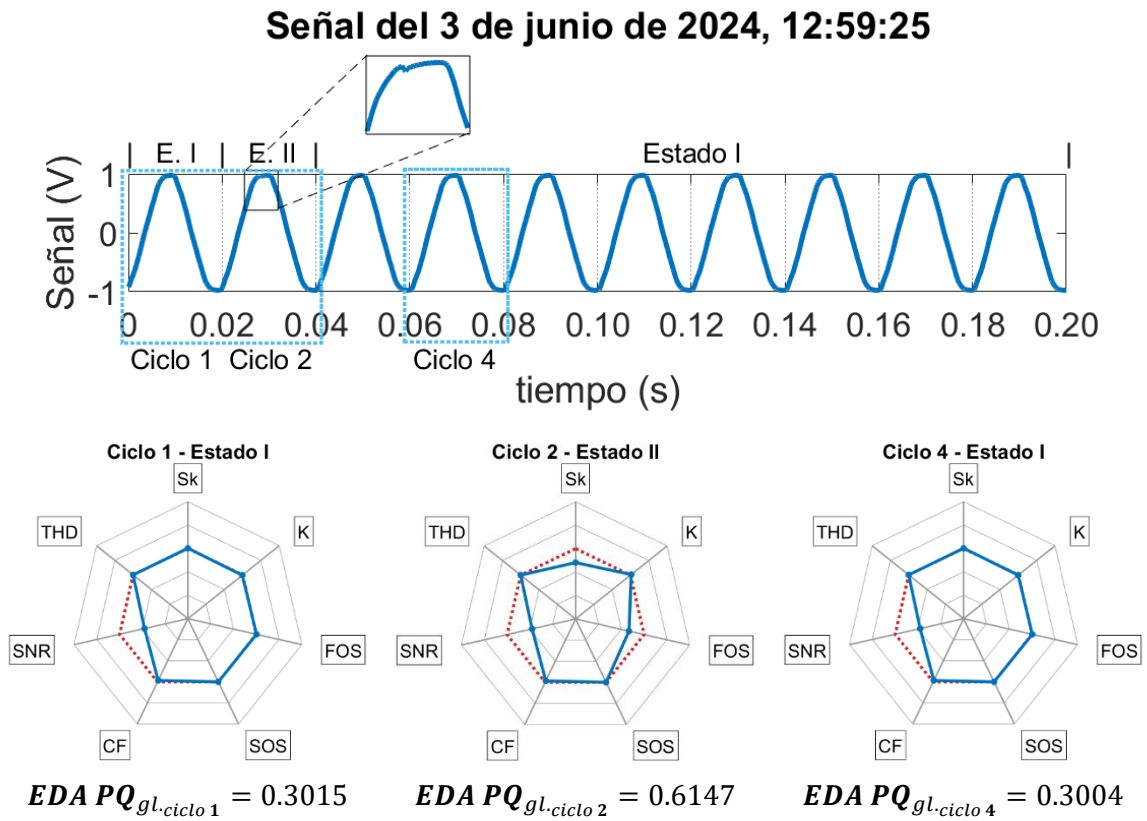 Señal del 3 de junio de 2024, 12:59:25
| E. I | E. II | Estado I |
Señal (V)
1
0
-1
0 0.02 0.04 0.06 0.08 0.10 0.12 0.14 0.16 0.18 0.20
Ciclo 1 Ciclo 2 Ciclo 4
tiempo (s)
Ciclo 1 - Estado I
Sk
K
FOS
SOS
CF
SNR
THD
EDA PQgl.ciclo 1 = 0.3015
Ciclo 2 - Estado II
Sk
K
FOS
SOS
CF
SNR
THD
EDA PQgl.ciclo 2 = 0.6147
Ciclo 4 - Estado I
Sk
K
FOS
SOS
CF
SNR
THD
EDA PQgl.ciclo 4 = 0.3004